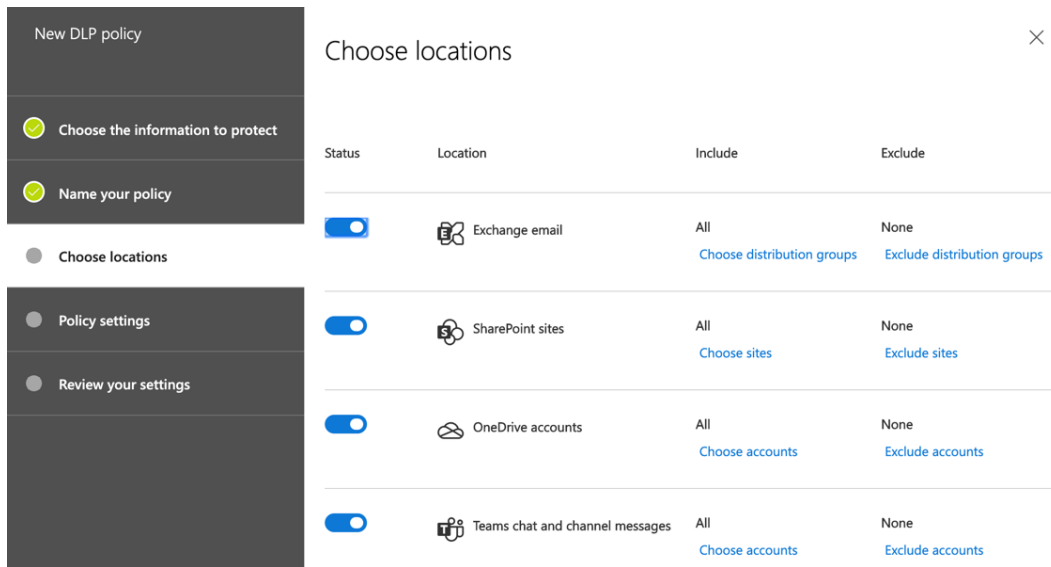 New DLP policy
Choose the information to protect
Name your policy
Choose locations
Policy settings
Review your settings
Choose locations
Status Location Include Exclude
Exchange email All None
Choose distribution groups Exclude distribution groups
SharePoint sites All None
Choose sites Exclude sites
OneDrive accounts All None
Choose accounts Exclude accounts
Teams chat and channel messages All None
Choose accounts Exclude accounts